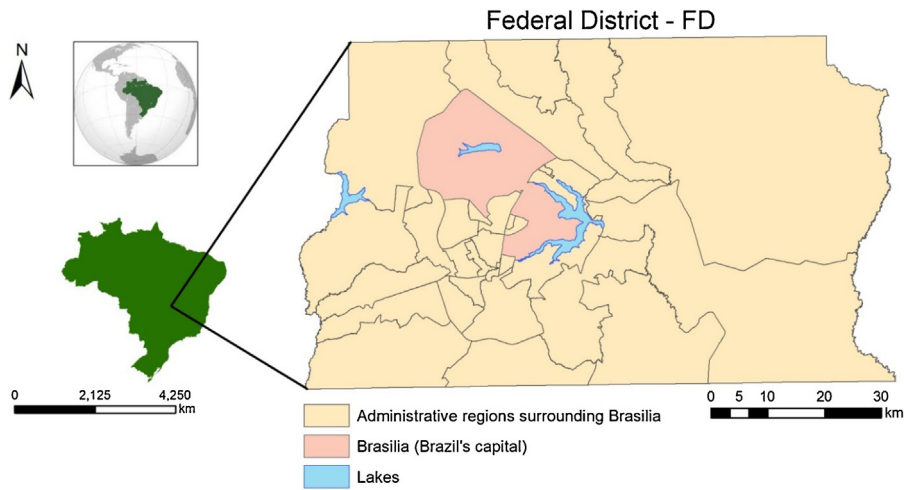 Federal District - FD
N
0 2,125 4,250
km
0 5 10 20 30
km
Administrative regions surrounding Brasilia
Brasilia (Brazil's capital)
Lakes